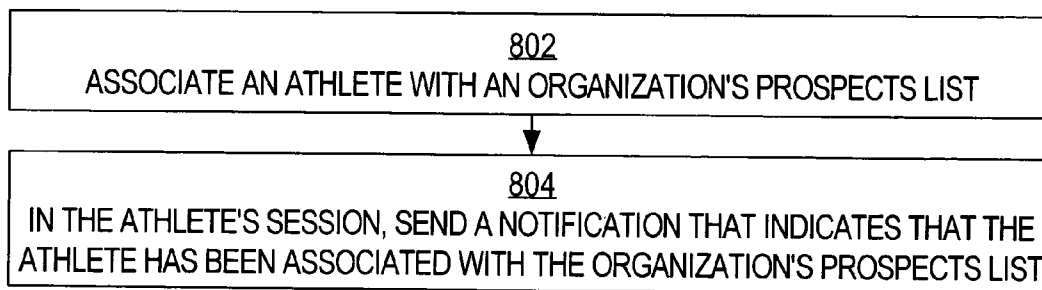 802
ASSOCIATE AN ATHLETE WITH AN ORGANIZATION'S PROSPECTS LIST
804
IN THE ATHLETE'S SESSION, SEND A NOTIFICATION THAT INDICATES THAT THE
ATHLETE HAS BEEN ASSOCIATED WITH THE ORGANIZATION'S PROSPECTS LIST